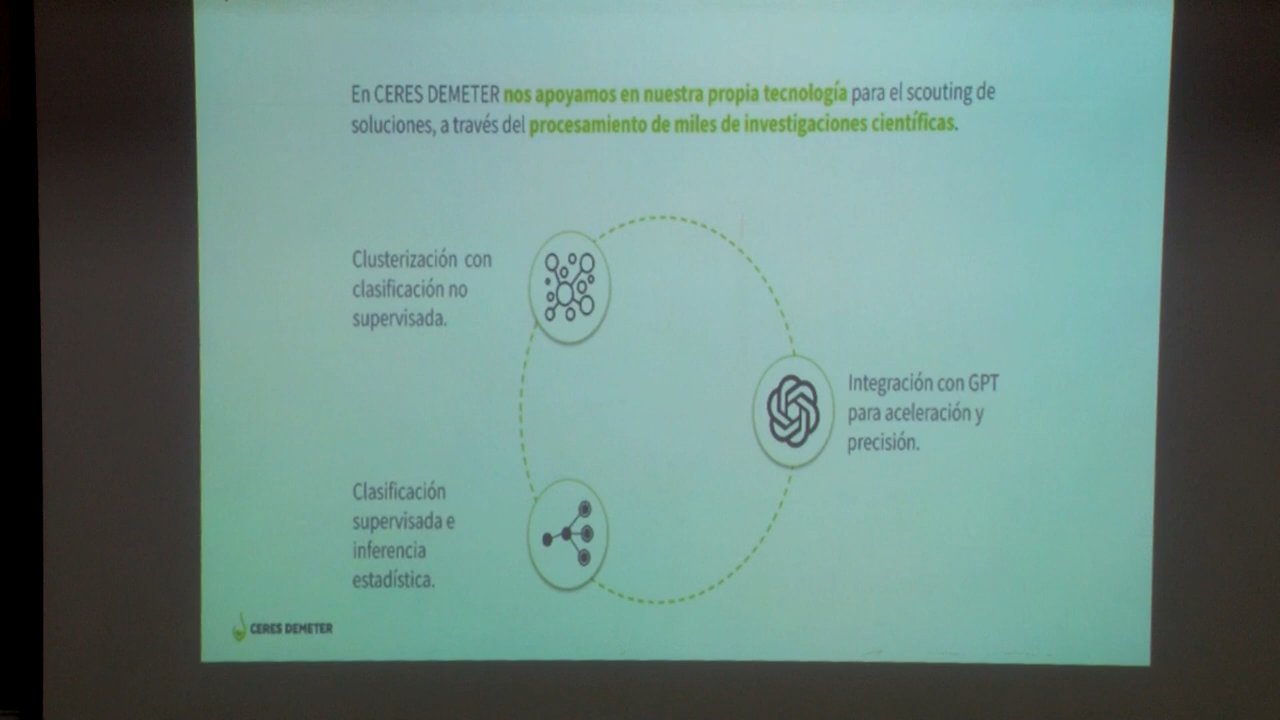 En CERES DEMETER nos apoyamos en nuestra propia tecnología para el scouting de
soluciones, a través del procesamiento de miles de investigaciones científicas.
Clusterización con
clasificación no
supervisada.
Integración con GPT
para aceleración y
precisión.
Clasificación
supervisada e
inferencia
estadística.
CERES DEMETER